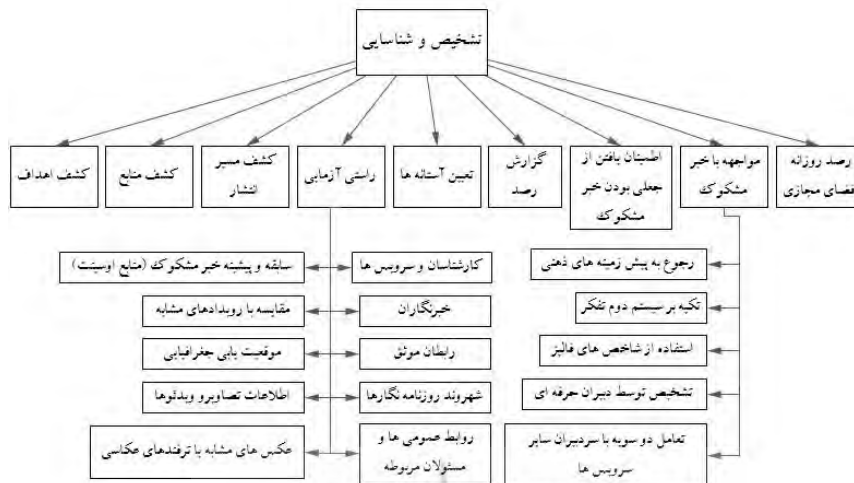 تشخیص و شناسایی
رصد روزانه
فضای مجازی
مواجهه با خبر
مشکوک
اطمینان یافتن از
جعلی بودن خبر
مشکوک
گزارش
رصد
تعیین آستانه ها
راستی آزمایی
کشف مسیر
انتشار
کشف منابع
کشف اهداف
رجوع به پیش زمینه های ذهنی
تکیه بر سیستم دوم تفکر
استفاده از شاخص های فالیز
تشخیص توسط دبیران حرفه ای
تعامل دو سویه با سردبیران سایر
سرویس ها
کارشناسان و سرویس ها
خبرنگاران
رابطان موثق
شهروند روزنامه نگارها
روابط عمومی ها و
مسئولان مربوطه
سابقه و پیشینه خبر مشکوک (منابع اوسینت)
مقایسه با رویدادهای مشابه
موقعیت یابی جغرافیایی
اطلاعات تصاویرو ویدئوها
عکس های مشابه با ترفندهای عکاسی